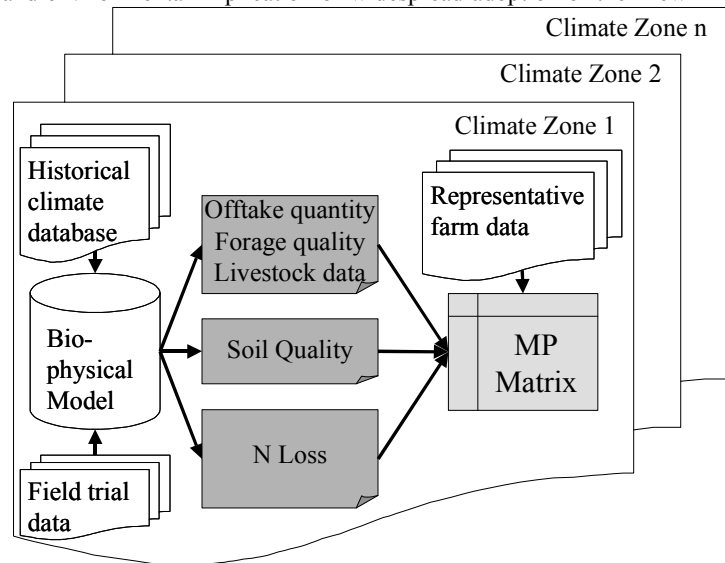 Climate Zone n
Climate Zone 2
Climate Zone 1
Historical
climate
database
Offtake quantity
Forage quality
Livestock data
Representative
farm data
Bio-
physical
Model
Soil Quality
MP
Matrix
N Loss
Field trial
data